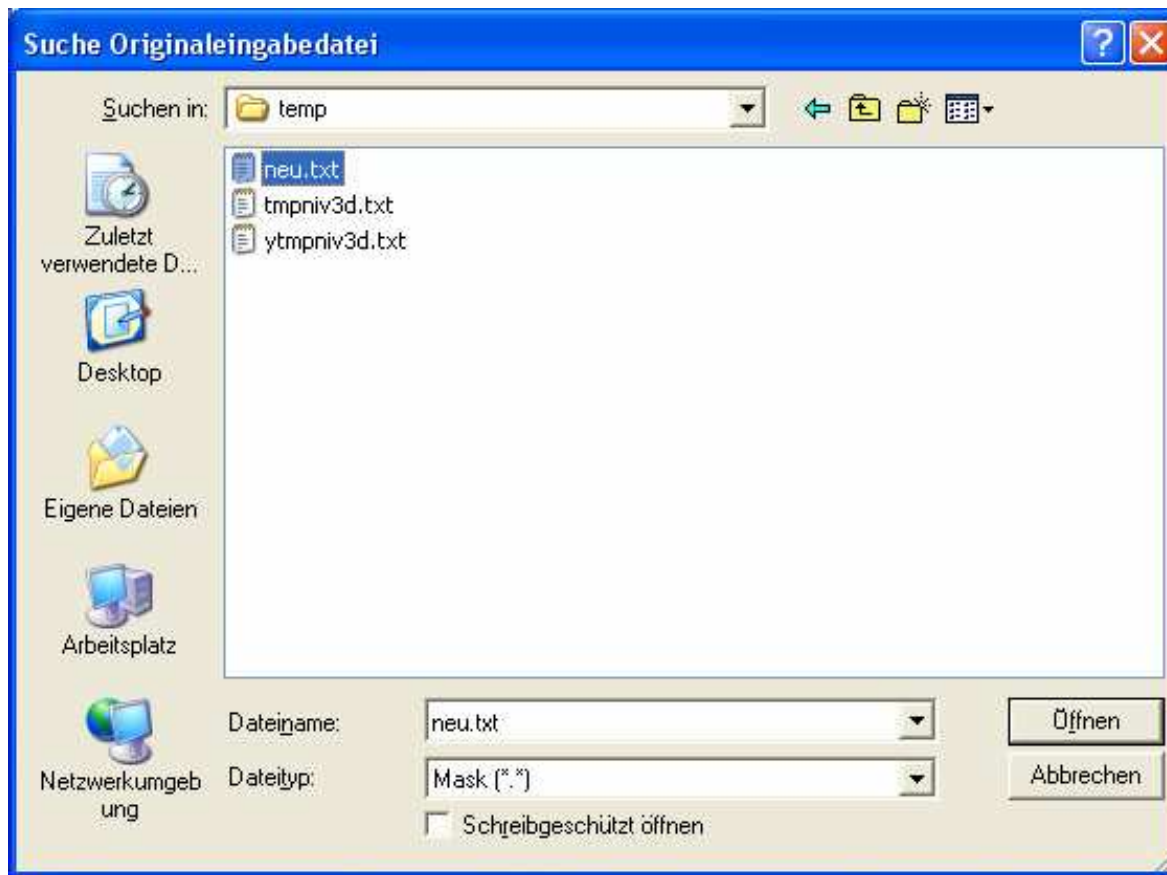 Suche Originaleingabedatei
Suchen in:
temp
neu.txt
tmpniv3d.txt
ytmpniv3d.txt
Zuletzt
verwendete D...
Desktop
Eigene Dateien
Arbeitsplatz
Netzwerkumgeb
ung
Dateiname:
neu.txt
Öffnen
Dateityp:
Mask (*.*)
Abbrechen
Schreibgeschützt öffnen